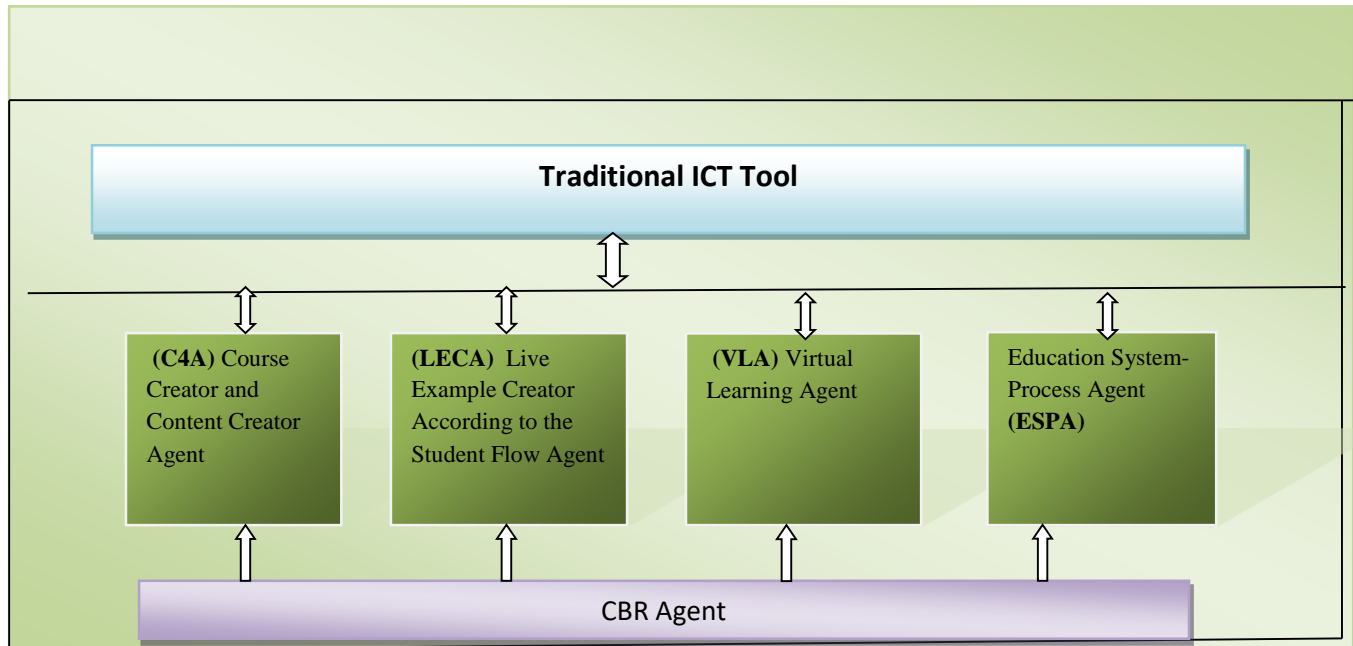 Traditional ICT Tool
(C4A) Course
Creator and
Content Creator
Agent
(LECA) Live
Example Creator
According to the
Student Flow Agent
(VLA) Virtual
Learning Agent
Education System-
Process Agent
(ESPA)
CBR Agent